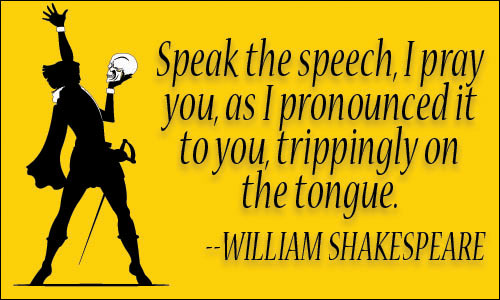 Speak the speech, I pray
you, as I pronounced it
to you, trippingly on
the tongue.
--WILLIAM SHAKESPEARE